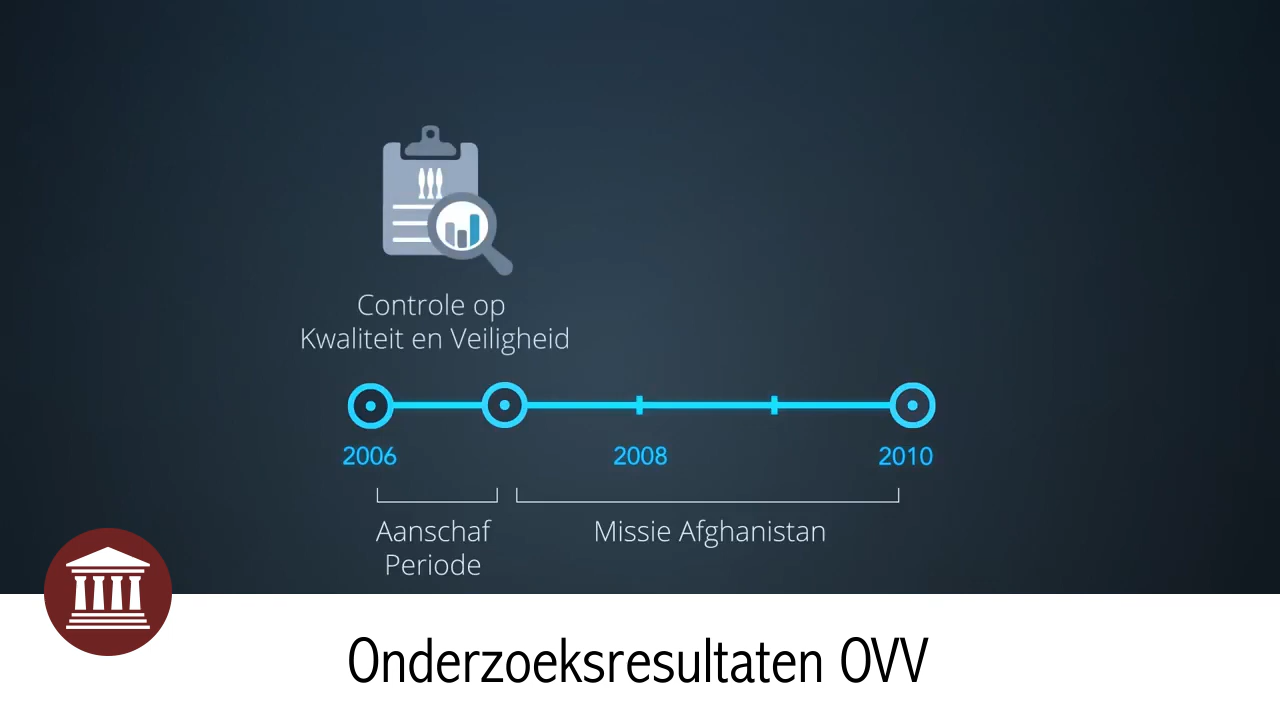 Controle op
Kwaliteit en Veiligheid
2006 2008 2010
Aanschaf
Periode
Missie Afghanistan
Onderzoeksresultaten OVV